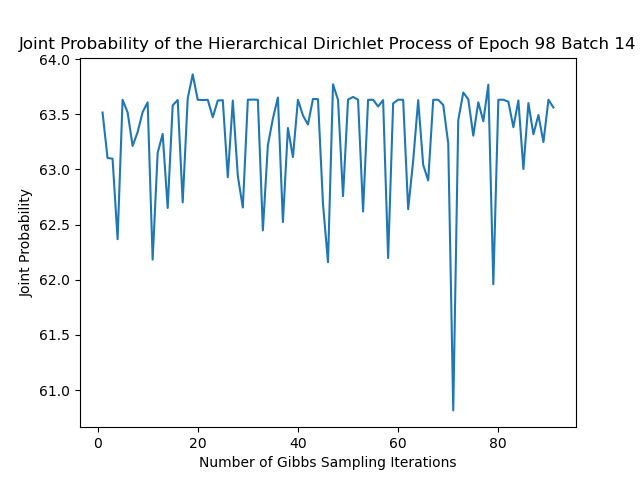 Joint Probability of the Hierarchical Dirichlet Process of Epoch 98 Batch 14
64.0
63.5
63.0
62.5
62.0
61.5
61.0
Joint Probability
0 20 40 60 80
Number of Gibbs Sampling Iterations